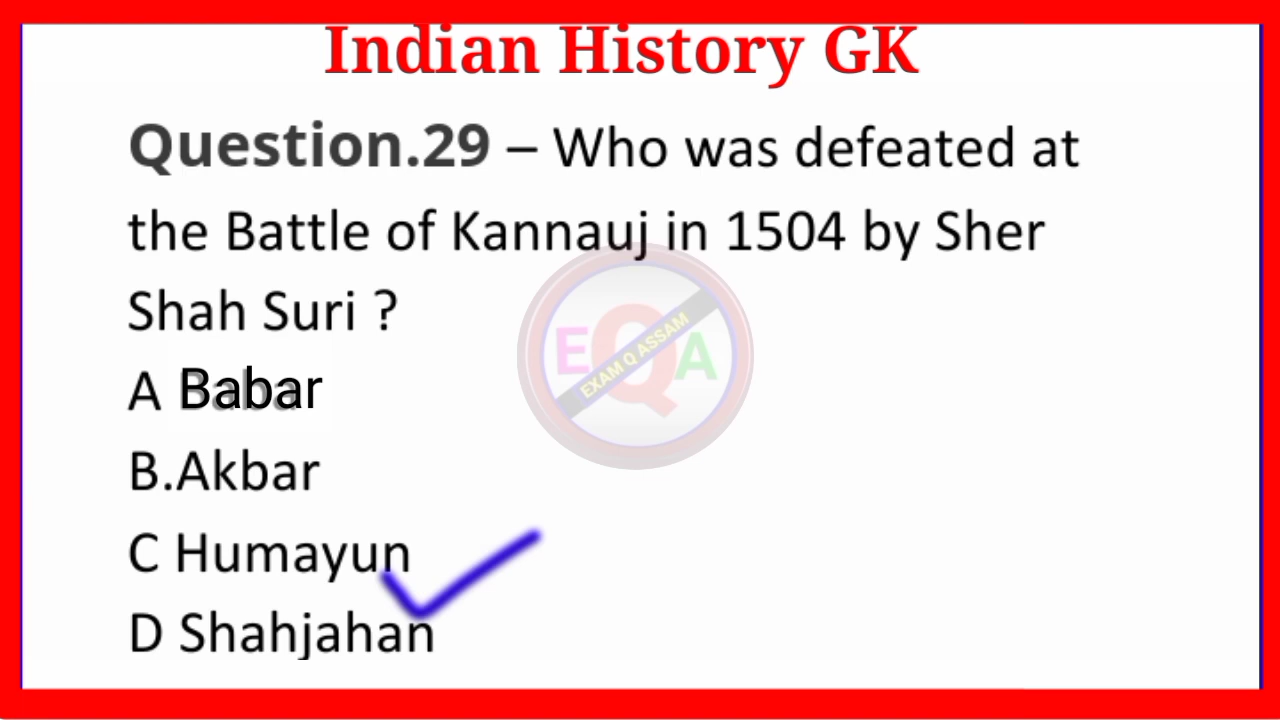 Indian History GK
Question.29 – Who was defeated at
the Battle of Kannauj in 1504 by Sher
Shah Suri ?
A Babar
B.Akbar
C Humayun
D Shahjahan
EQA
EXAM Q ASSAM